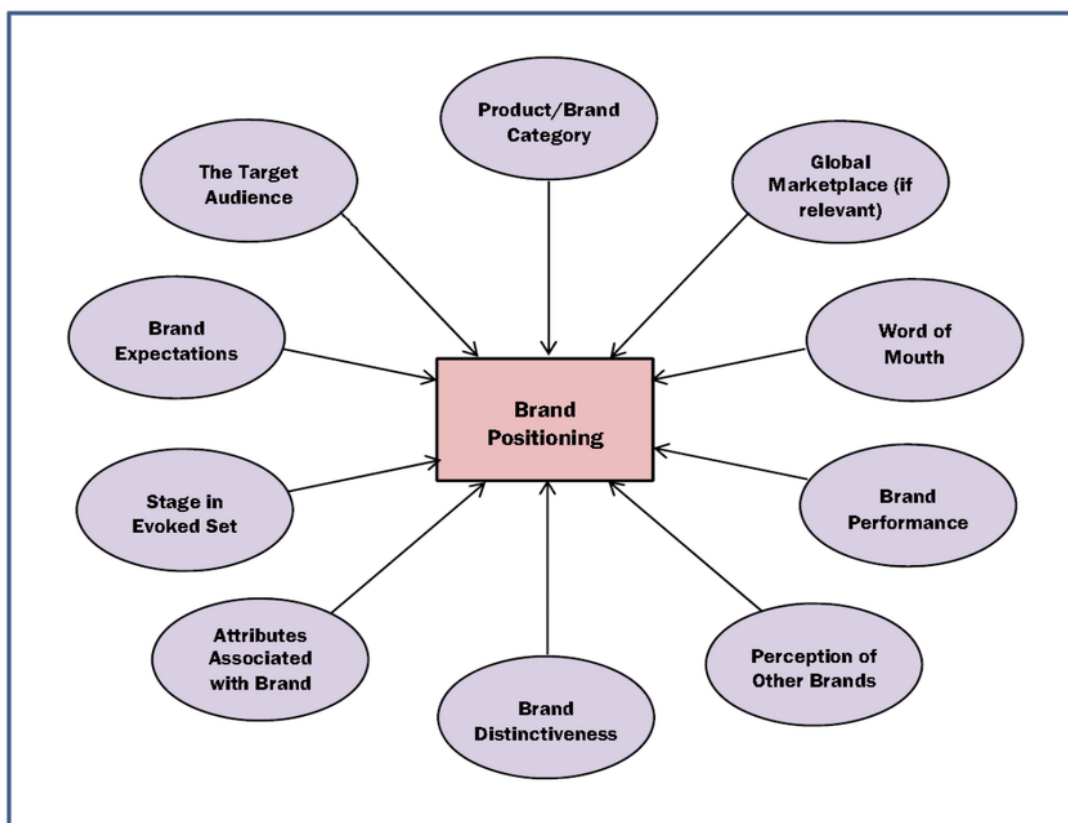 Product/Brand
Category
The Target
Audience
Global
Marketplace (if
relevant)
Brand
Expectations
Word of
Mouth
Brand
Positioning
Stage in
Evoked Set
Brand
Performance
Attributes
Associated
with Brand
Perception of
Other Brands
Brand
Distinctiveness